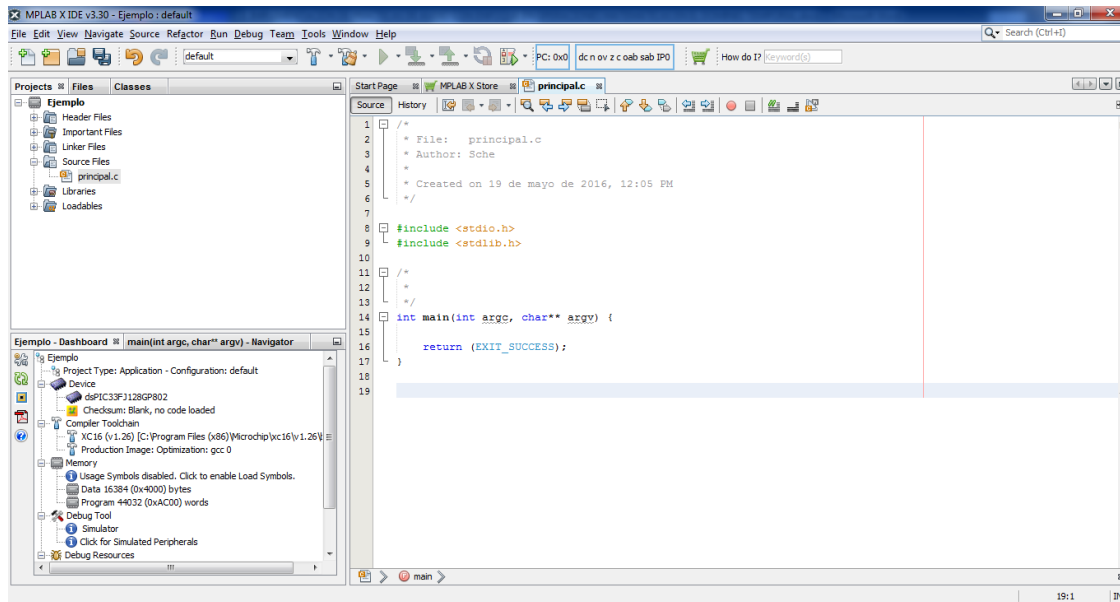 MPLAB X IDE v3.30 - Ejemplo : default
File Edit View Navigate Source Refactor Run Debug Team Tools Window Help
Search (Ctrl+I)
default
PC: 0x0
dc n ov z c oab sab IP0
How do I?
Keyword(s)
Projects
Files
Classes
Ejemplo
Header Files
Important Files
Linker Files
Source Files
principal.c
Libraries
Loadables
Ejemplo - Dashboard
main(int argc, char** argv) - Navigator
Ejemplo
Project Type: Application - Configuration: default
Device
dsPIC33FJ128GP802
Checksum: Blank, no code loaded
Compiler Toolchain
XC16 (v1.26) [C:\Program Files (x86)\Microchip\xc16\v1.26\
Production Image: Optimization: gcc 0
Memory
Usage Symbols disabled. Click to enable Load Symbols.
Data 16384 (0x4000) bytes
Program 44032 (0xAC00) words
Debug Tool
Simulator
Click for Simulated Peripherals
Debug Resources
Start Page
MPLAB X Store
principal.c
Source
History
1 /*
2 * File: principal.c
3 * Author: Sche
4 *
5 * Created on 19 de mayo de 2016, 12:05 PM
6 */
7
8 #include <stdio.h>
9 #include <stdlib.h>
10
11 /*
12 *
13 */
14 int main(int argc, char** argv) {
15
16 return (EXIT_SUCCESS);
17 }
18
19
main
19:1